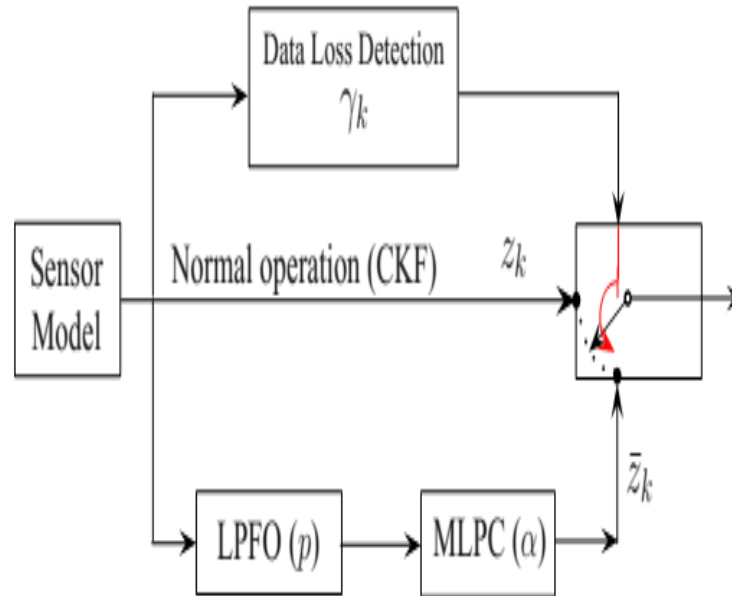 Data Loss Detection
γₖ
Sensor
Model
Normal operation (CKF)
zₖ
z̄ₖ
LPFO (p)
MLPC (α)